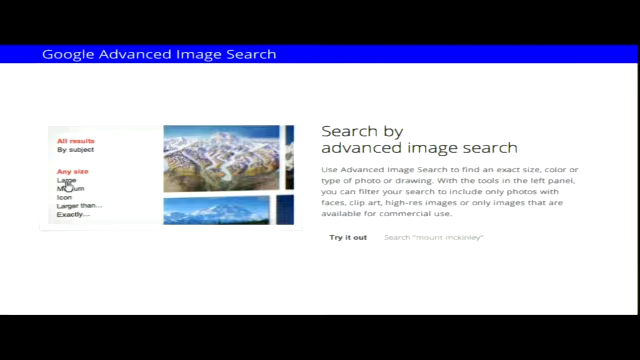 Google Advanced Image Search
All results
By subject
Any size
Large
Medium
Icon
Larger than...
Exactly...
Search by
advanced image search
Use Advanced Image Search to find an exact size, color or
type of photo or drawing. With the tools in the left panel,
you can filter your search to include only photos with
faces, clip art, high-res images or only images that are
available for commercial use.
Try it out Search "mount mckinley"